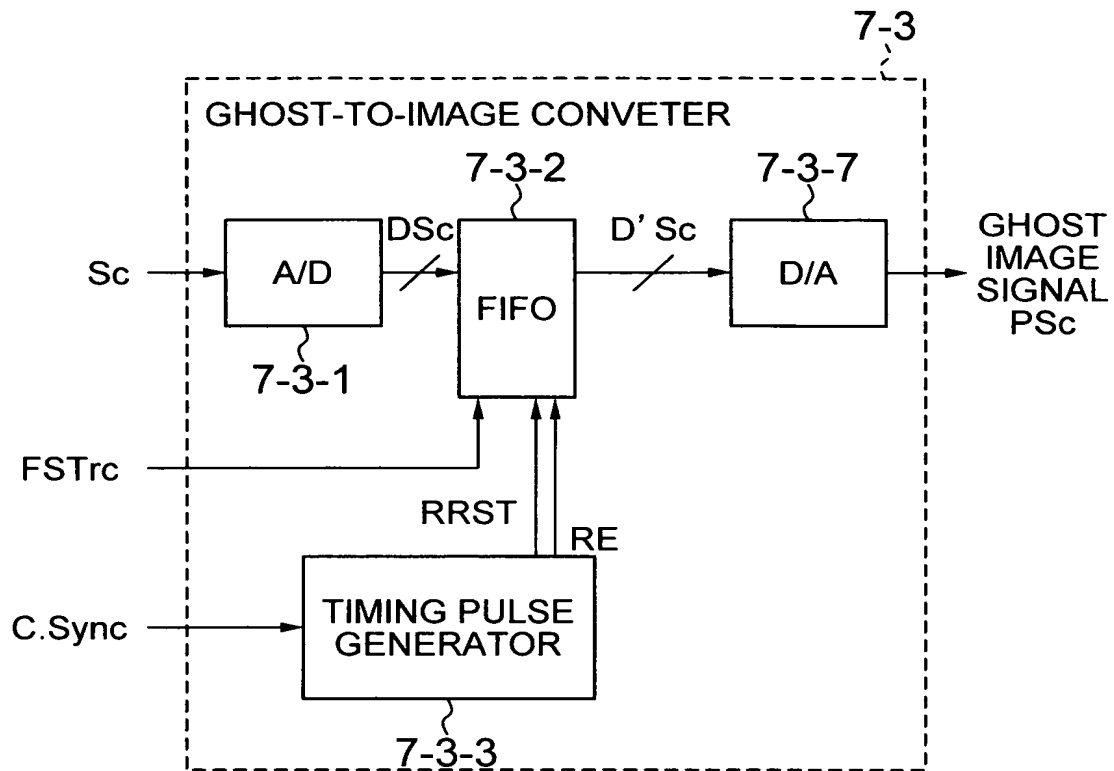 7-3
GHOST-TO-IMAGE CONVETER
7-3-2
7-3-7
DSc
D' Sc
Sc
A/D
FIFO
D/A
GHOST
IMAGE
SIGNAL
PSc
7-3-1
FSTrc
RRST
RE
C.Sync
TIMING PULSE
GENERATOR
7-3-3